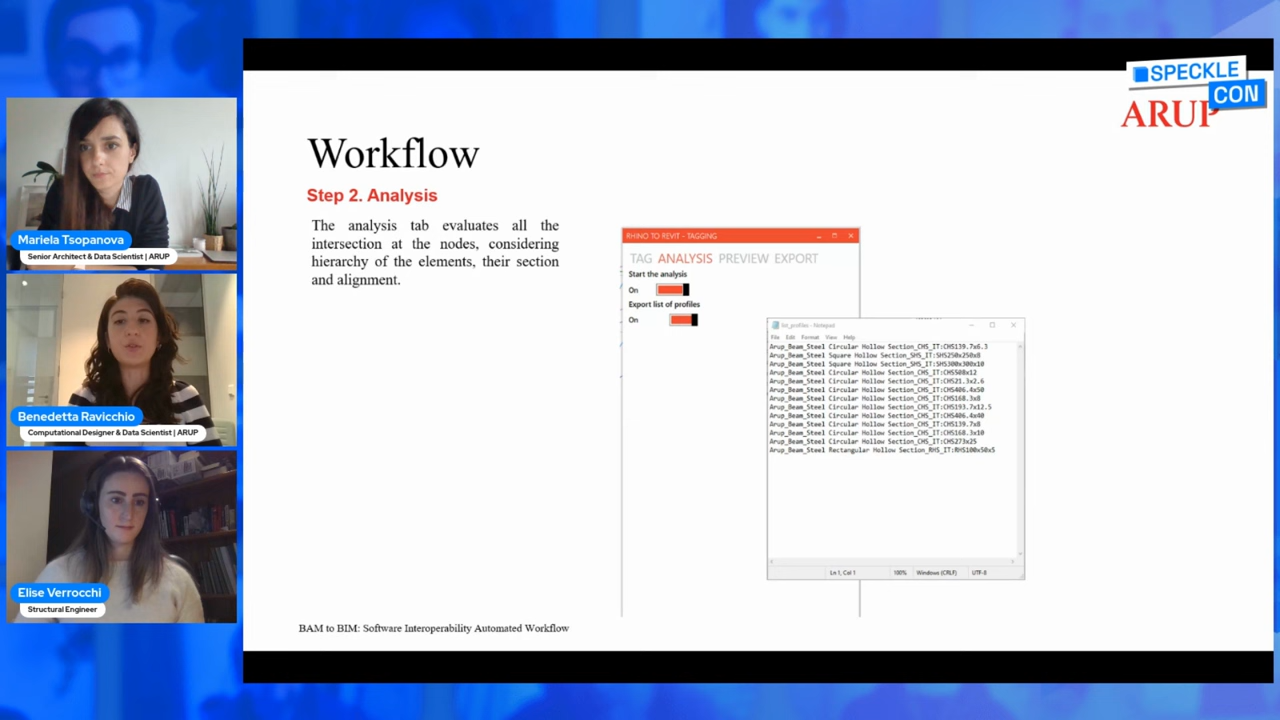 SPECKLE
CON
ARUP
Workflow
Step 2. Analysis
The analysis tab evaluates all the
intersection at the nodes, considering
hierarchy of the elements, their section
and alignment.
RHINO TO REVIT - TAGGING
TAG ANALYSIS PREVIEW EXPORT
Start the analysis
On
Export list of profiles
On
list_profiles - Notepad
File Edit Format View Help
Arup_Beam_Steel Circular Hollow Section_CHS_IT:CHS139.7x6.3
Arup_Beam_Steel Square Hollow Section_SHS_IT:SHS250x250x8
Arup_Beam_Steel Square Hollow Section_SHS_IT:SHS300x300x10
Arup_Beam_Steel Circular Hollow Section_CHS_IT:CHS508x12
Arup_Beam_Steel Circular Hollow Section_CHS_IT:CHS21.3x2.6
Arup_Beam_Steel Circular Hollow Section_CHS_IT:CHS406.4x50
Arup_Beam_Steel Circular Hollow Section_CHS_IT:CHS168.3x8
Arup_Beam_Steel Circular Hollow Section_CHS_IT:CHS193.7x12.5
Arup_Beam_Steel Circular Hollow Section_CHS_IT:CHS406.4x40
Arup_Beam_Steel Circular Hollow Section_CHS_IT:CHS139.7x8
Arup_Beam_Steel Circular Hollow Section_CHS_IT:CHS168.3x10
Arup_Beam_Steel Circular Hollow Section_CHS_IT:CHS273x25
Arup_Beam_Steel Rectangular Hollow Section_RHS_IT:RHS100x50x5
Ln 1, Col 1 100% Windows (CRLF) UTF-8
BAM to BIM: Software Interoperability Automated Workflow
Mariela Tsopanova
Senior Architect & Data Scientist | ARUP
Benedetta Ravicchio
Computational Designer & Data Scientist | ARUP
Elise Verrocchi
Structural Engineer